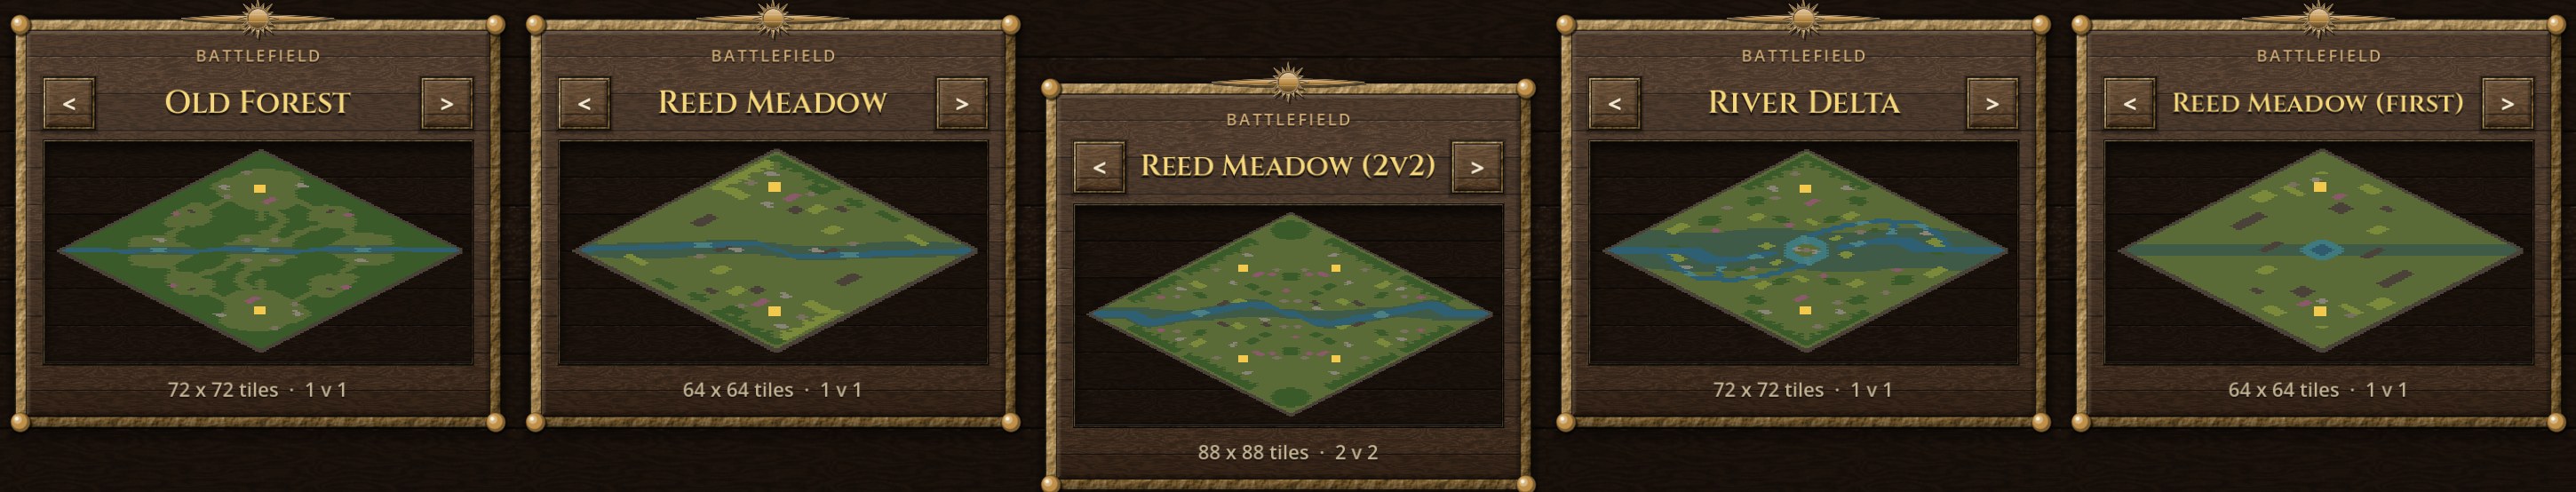 BATTLEFIELD
< Old Forest >
72 x 72 tiles · 1 v 1
BATTLEFIELD
< Reed Meadow >
64 x 64 tiles · 1 v 1
BATTLEFIELD
< Reed Meadow (2v2) >
88 x 88 tiles · 2 v 2
BATTLEFIELD
< River Delta >
72 x 72 tiles · 1 v 1
BATTLEFIELD
< Reed Meadow (first) >
64 x 64 tiles · 1 v 1